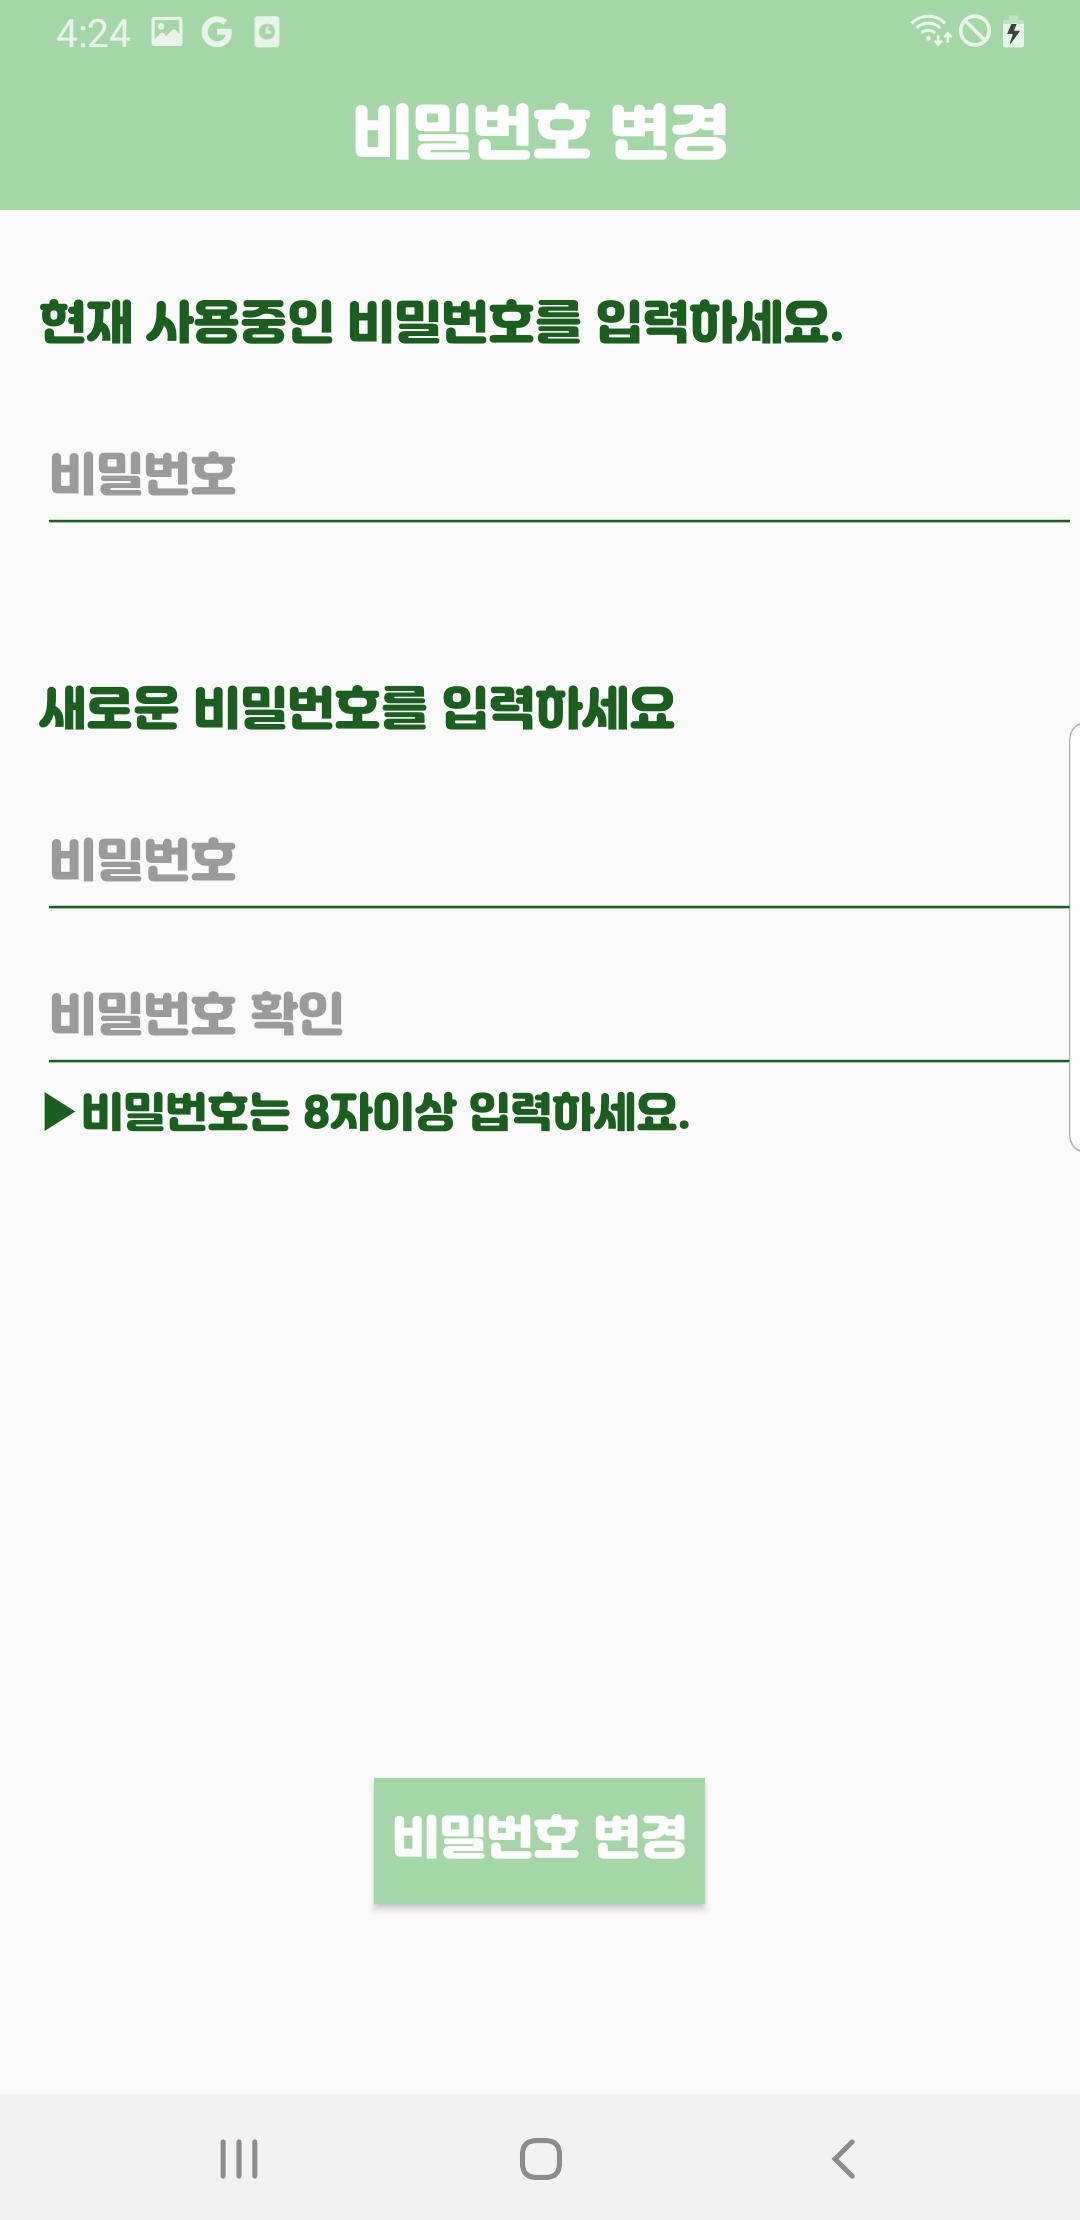 4:24
비밀번호 변경
현재 사용중인 비밀번호를 입력하세요.
비밀번호
새로운 비밀번호를 입력하세요
비밀번호
비밀번호 확인
▶비밀번호는 8자이상 입력하세요.
비밀번호 변경